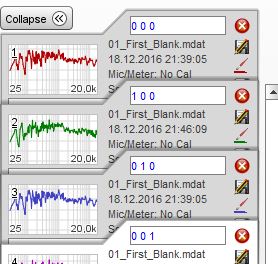 Collapse
0 0 0
1
01_First_Blank.mdat
18.12.2016 21:39:05
Mic/Meter: No Cal
25 20,0k
1 0 0
2
01_First_Blank.mdat
18.12.2016 21:46:09
Mic/Meter: No Cal
25 20,0k
0 1 0
3
01_First_Blank.mdat
18.12.2016 21:39:05
Mic/Meter: No Cal
25 20,0k
0 0 1
4
01_First_Blank.mdat